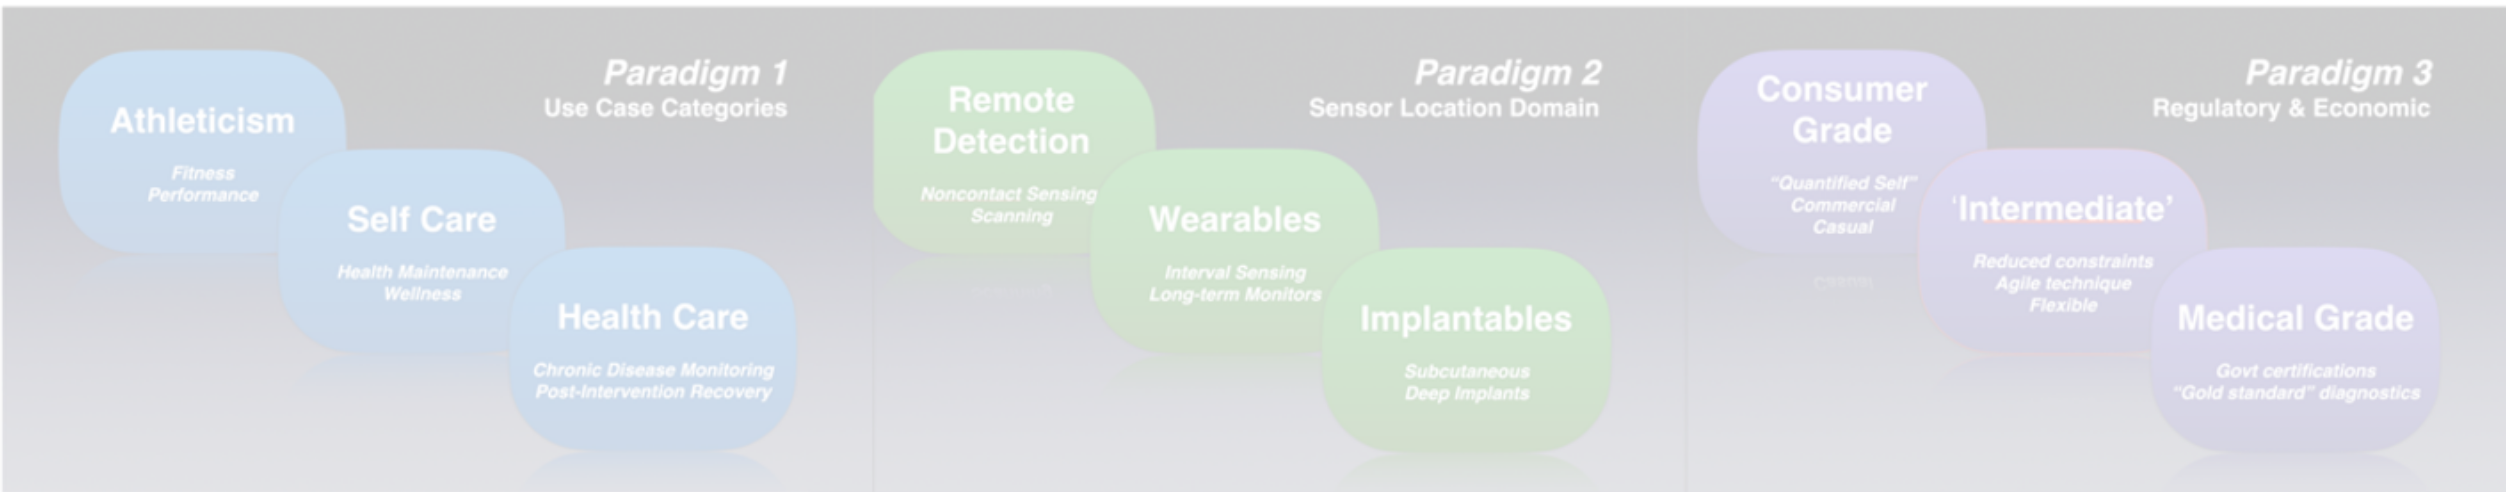 Paradigm 1
Use Case Categories
Athleticism
Fitness
Performance
Self Care
Health Maintenance
Wellness
Health Care
Chronic Disease Monitoring
Post-Intervention Recovery
Paradigm 2
Sensor Location Domain
Remote
Detection
Noncontact Sensing
Scanning
Wearables
Interval Sensing
Long-term Monitors
Implantables
Subcutaneous
Deep Implants
Paradigm 3
Regulatory & Economic
Consumer
Grade
“Quantified Self”
Commercial
Casual
‘Intermediate’
Reduced constraints
Agile technique
Flexible
Medical Grade
Govt certifications
“Gold standard” diagnostics